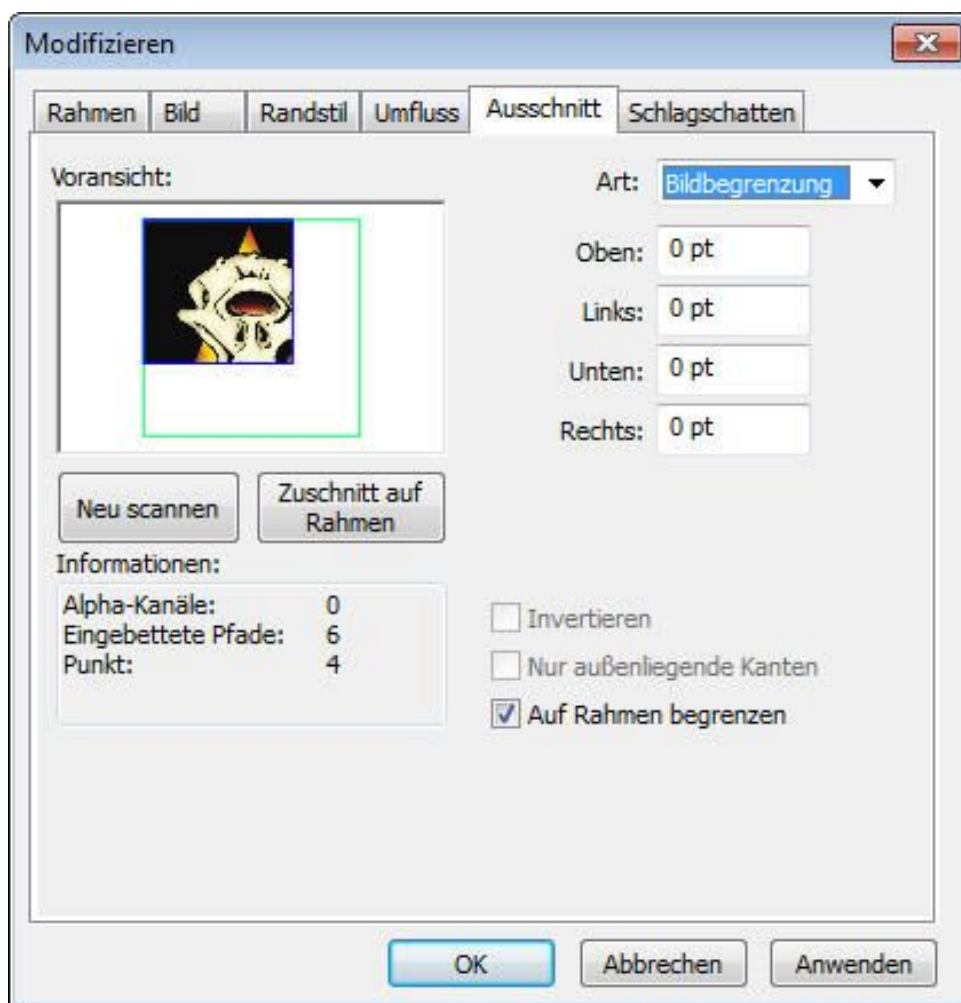 Modifizieren
Rahmen Bild Randstil Umfluss Ausschnitt Schlagschatten
Voransicht:
Art: Bildbegrenzung
Oben: 0 pt
Links: 0 pt
Unten: 0 pt
Rechts: 0 pt
Neu scannen
Zuschnitt auf
Rahmen
Informationen:
Alpha-Kanäle: 0
Eingebettete Pfade: 6
Punkt: 4
Invertieren
Nur außenliegende Kanten
Auf Rahmen begrenzen
OK Abbrechen Anwenden